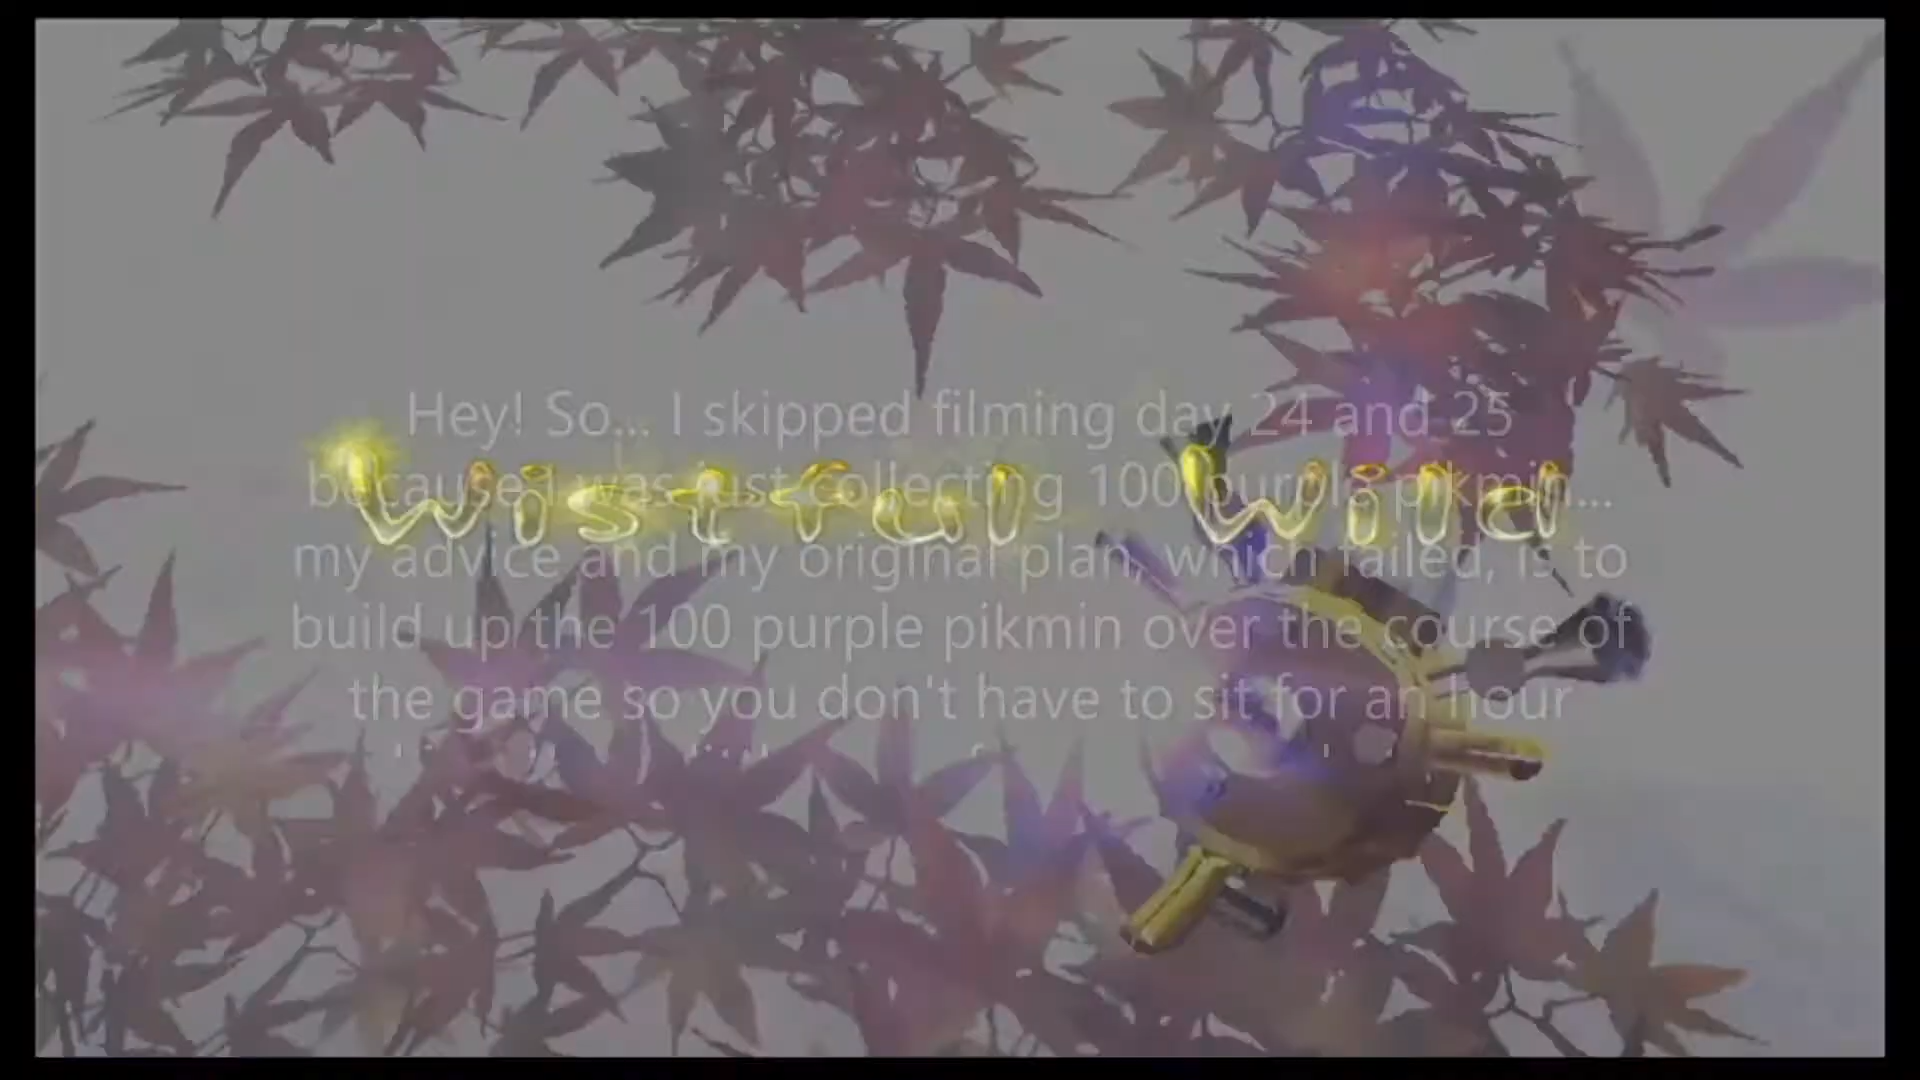 Hey! So... I skipped filming day 24 and 25
because I was just collecting 100 purple pikmin...
Wistful Wild
my advice and my original plan, which failed, is to
build up the 100 purple pikmin over the course of
the game so you don't have to sit for an hour